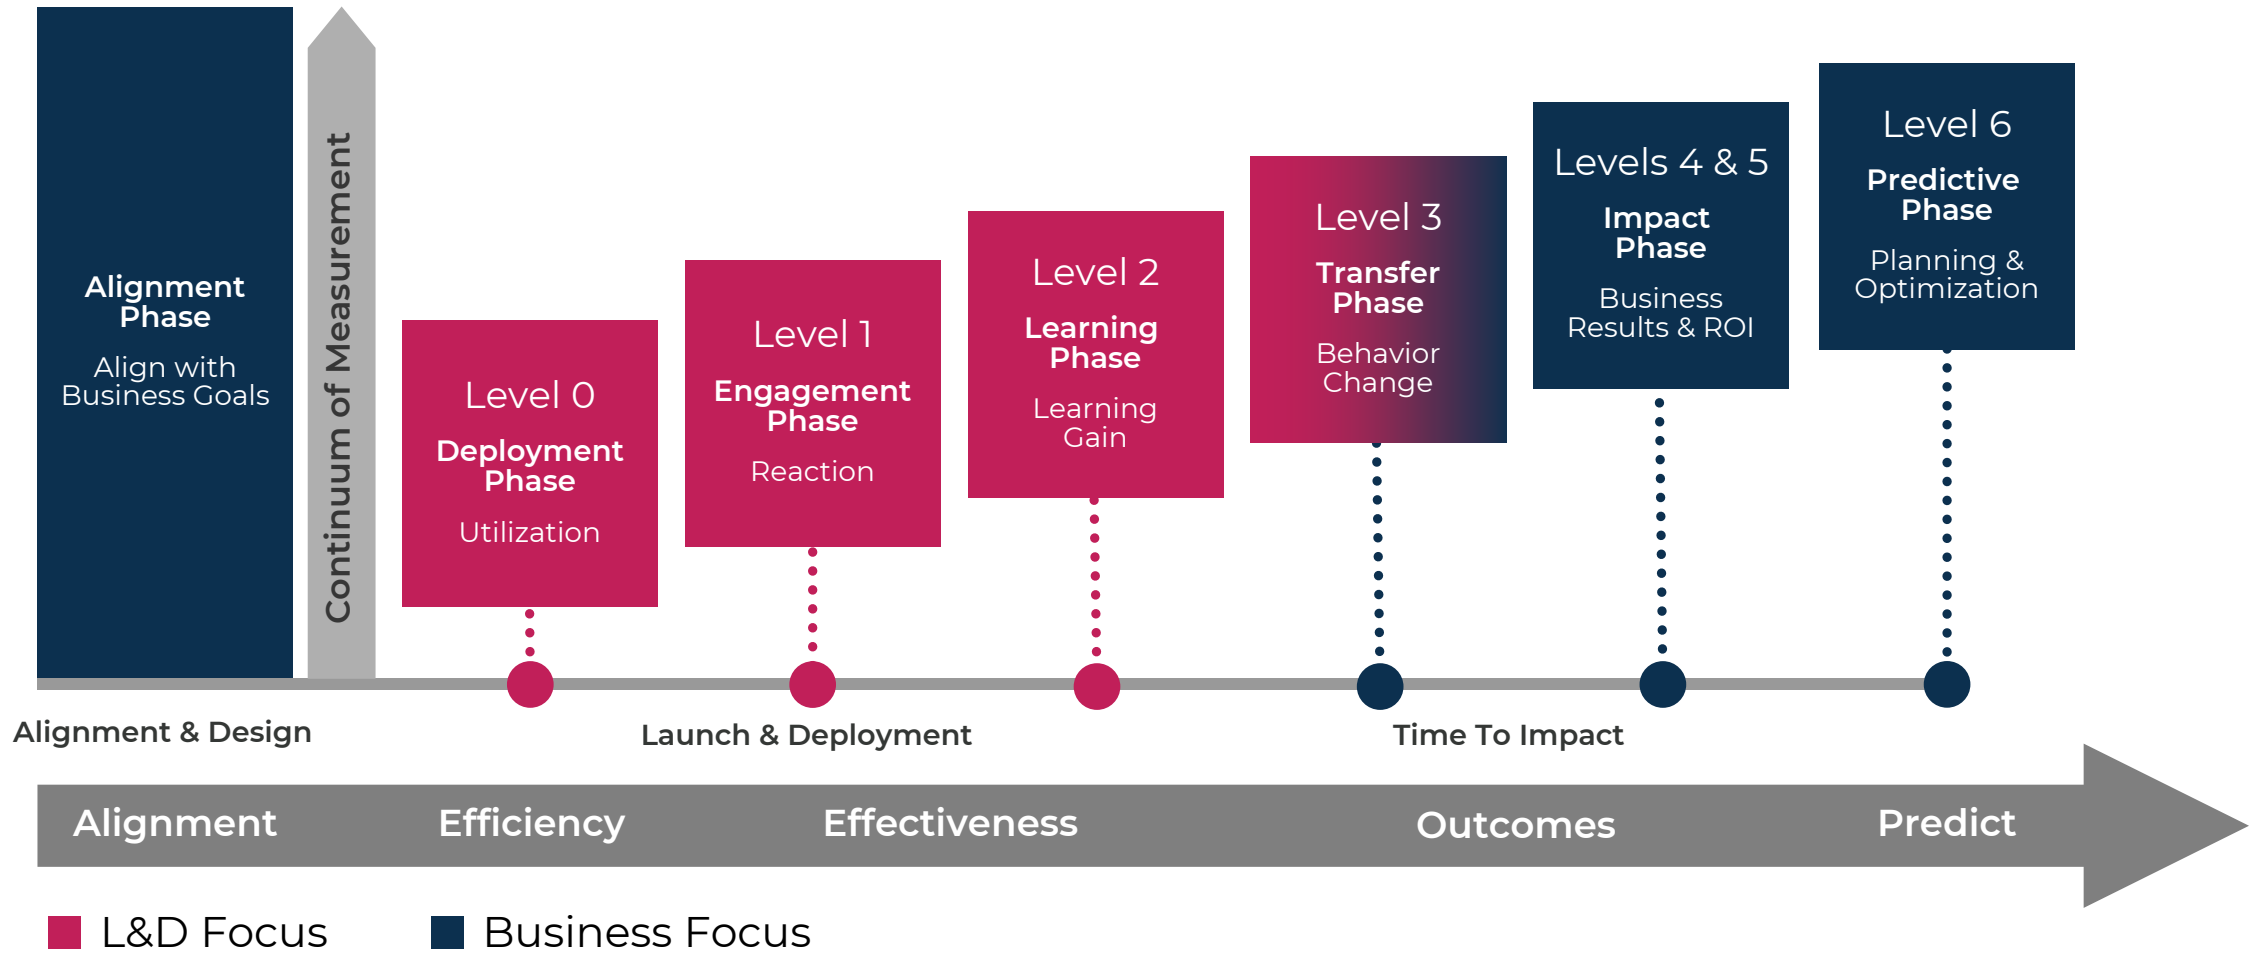 Alignment
Phase
Align with
Business Goals
Continuum of Measurement
Level 0
Deployment
Phase
Utilization
Level 1
Engagement
Phase
Reaction
Level 2
Learning
Phase
Learning
Gain
Level 3
Transfer
Phase
Behavior
Change
Levels 4 & 5
Impact
Phase
Business
Results & ROI
Level 6
Predictive
Phase
Planning &
Optimization
Alignment & Design
Launch & Deployment
Time To Impact
Alignment
Efficiency
Effectiveness
Outcomes
Predict
L&D Focus
Business Focus